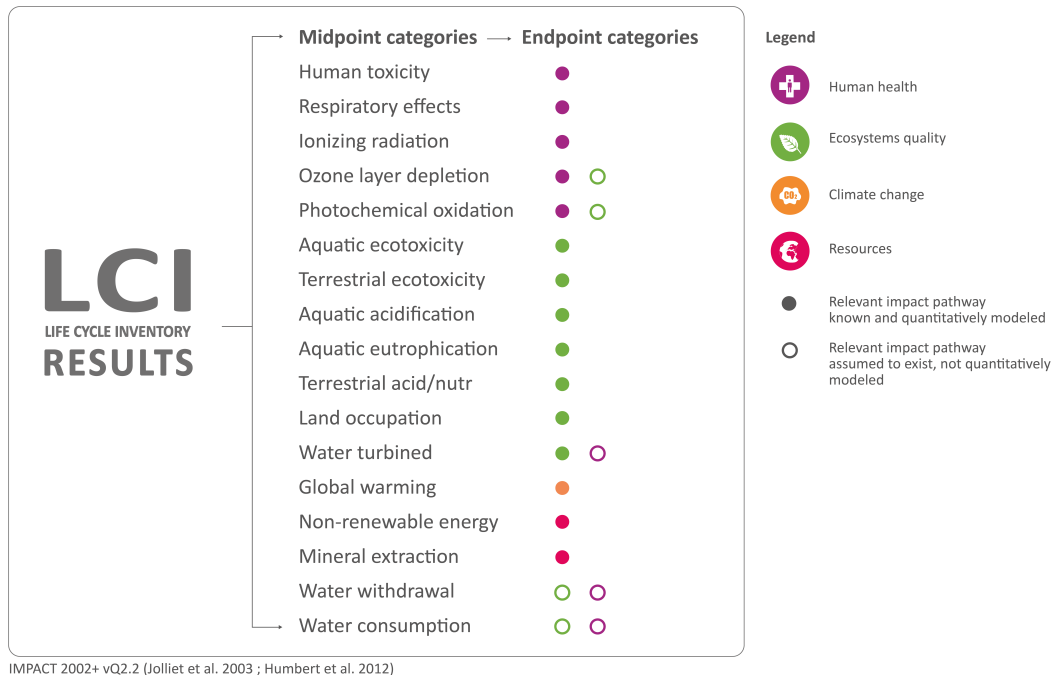 Midpoint categories
Endpoint categories
Human toxicity
Respiratory effects
Ionizing radiation
Ozone layer depletion
Photochemical oxidation
Aquatic ecotoxicity
Terrestrial ecotoxicity
Aquatic acidification
Aquatic eutrophication
Terrestrial acid/nutr
Land occupation
Water turbined
Global warming
Non-renewable energy
Mineral extraction
Water withdrawal
Water consumption
LCI
LIFE CYCLE INVENTORY
RESULTS
Legend
Human health
Ecosystems quality
CO₂
Climate change
Resources
Relevant impact pathway
known and quantitatively modeled
Relevant impact pathway
assumed to exist, not quantitatively
modeled
IMPACT 2002+ vQ2.2 (Jolliet et al. 2003 ; Humbert et al. 2012)